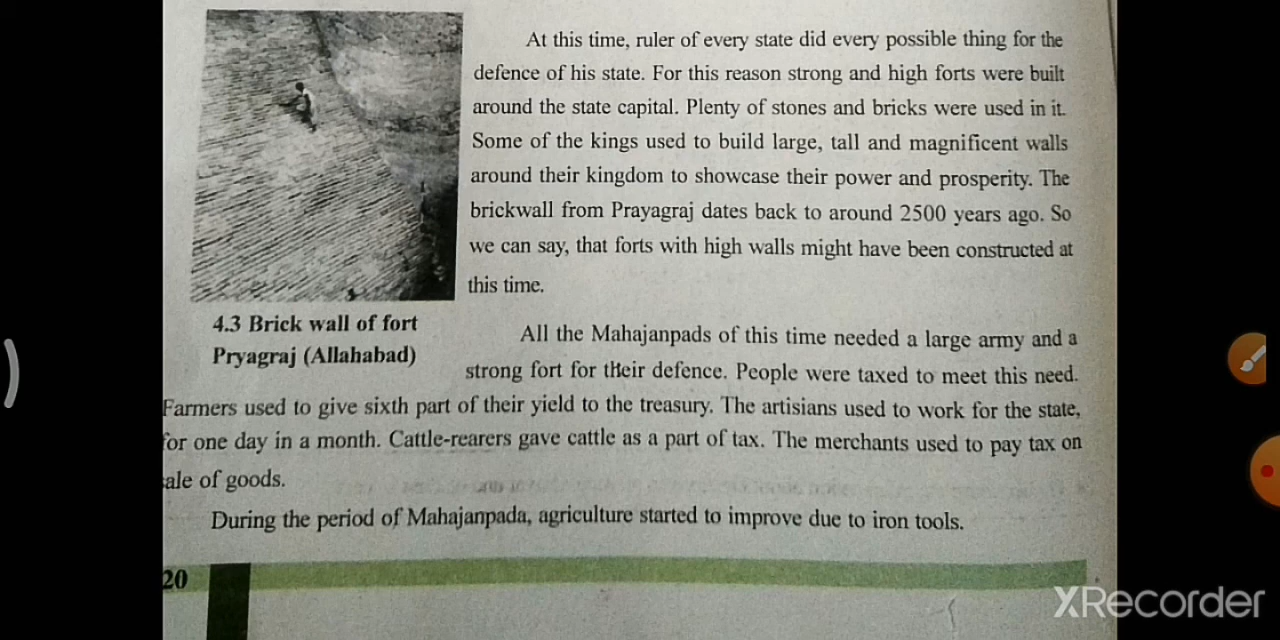 At this time, ruler of every state did every possible thing for the
defence of his state. For this reason strong and high forts were built
around the state capital. Plenty of stones and bricks were used in it.
Some of the kings used to build large, tall and magnificent walls
around their kingdom to showcase their power and prosperity. The
brickwall from Prayagraj dates back to around 2500 years ago. So
we can say, that forts with high walls might have been constructed at
this time.
4.3 Brick wall of fort
Pryagraj (Allahabad)
All the Mahajanpads of this time needed a large army and a
strong fort for their defence. People were taxed to meet this need.
Farmers used to give sixth part of their yield to the treasury. The artisians used to work for the state,
for one day in a month. Cattle-rearers gave cattle as a part of tax. The merchants used to pay tax on
ale of goods.
During the period of Mahajanpada, agriculture started to improve due to iron tools.
20
XRecorder